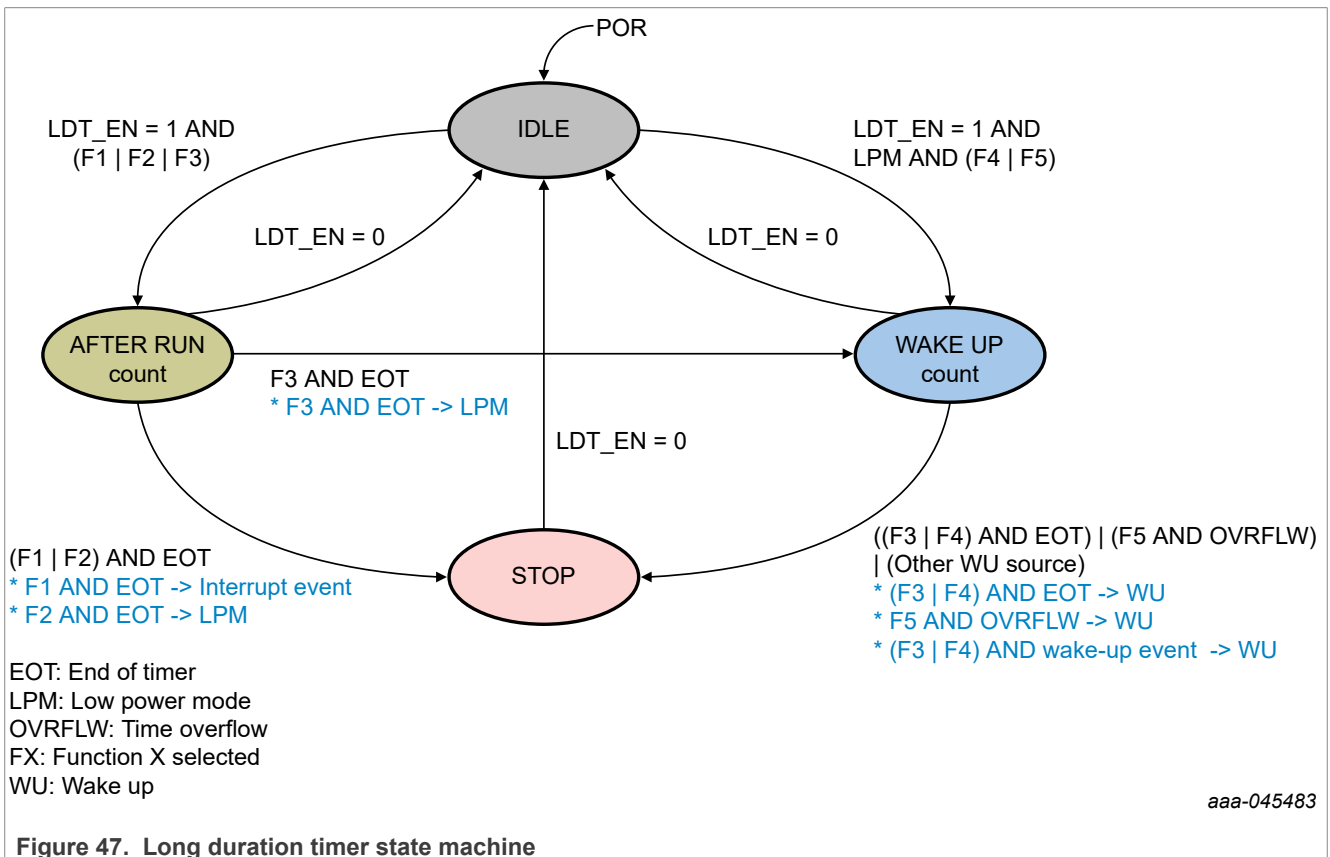 POR
IDLE
LDT_EN = 1 AND
(F1 | F2 | F3)
LDT_EN = 1 AND
LPM AND (F4 | F5)
LDT_EN = 0
LDT_EN = 0
AFTER RUN
count
WAKE UP
count
F3 AND EOT
* F3 AND EOT -> LPM
LDT_EN = 0
(F1 | F2) AND EOT
* F1 AND EOT -> Interrupt event
* F2 AND EOT -> LPM
STOP
((F3 | F4) AND EOT) | (F5 AND OVRFLW)
| (Other WU source)
* (F3 | F4) AND EOT -> WU
* F5 AND OVRFLW -> WU
* (F3 | F4) AND wake-up event -> WU
EOT: End of timer
LPM: Low power mode
OVRFLW: Time overflow
FX: Function X selected
WU: Wake up
aaa-045483
Figure 47. Long duration timer state machine